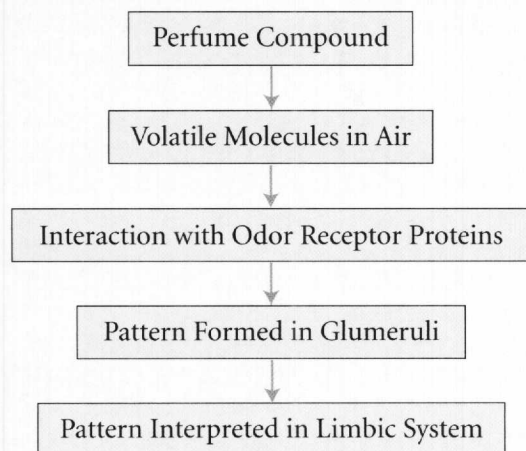 Perfume Compound
Volatile Molecules in Air
Interaction with Odor Receptor Proteins
Pattern Formed in Glumeruli
Pattern Interpreted in Limbic System